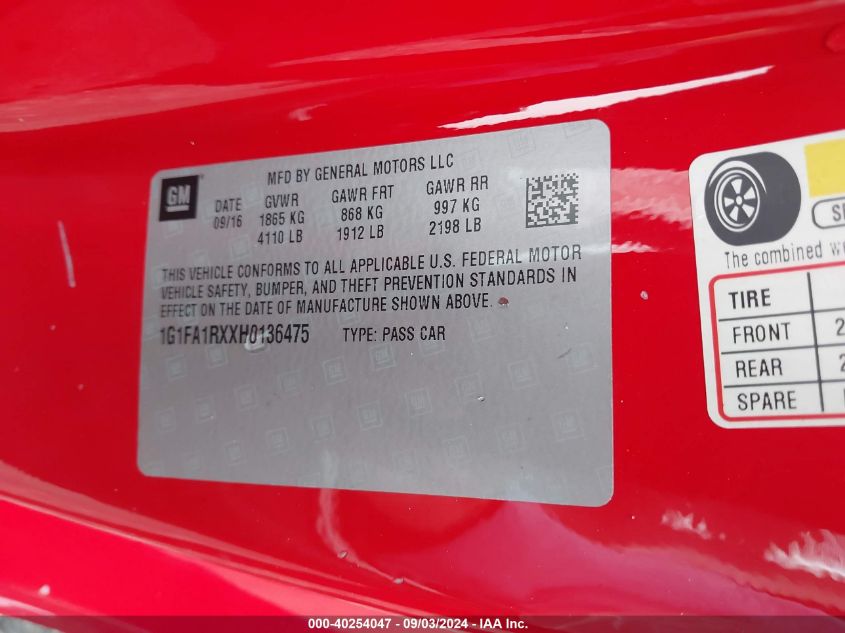 GM
MFD BY GENERAL MOTORS LLC
DATE GVWR GAWR FRT GAWR RR
09/16 1865 KG 868 KG 997 KG
4110 LB 1912 LB 2198 LB
THIS VEHICLE CONFORMS TO ALL APPLICABLE U.S. FEDERAL MOTOR
VEHICLE SAFETY, BUMPER, AND THEFT PREVENTION STANDARDS IN
EFFECT ON THE DATE OF MANUFACTURE SHOWN ABOVE.
1G1FA1RXXH0136475 TYPE: PASS CAR
The combined
TIRE
FRONT 2
REAR 2
SPARE
000-40254047 - 09/03/2024 - IAA Inc.